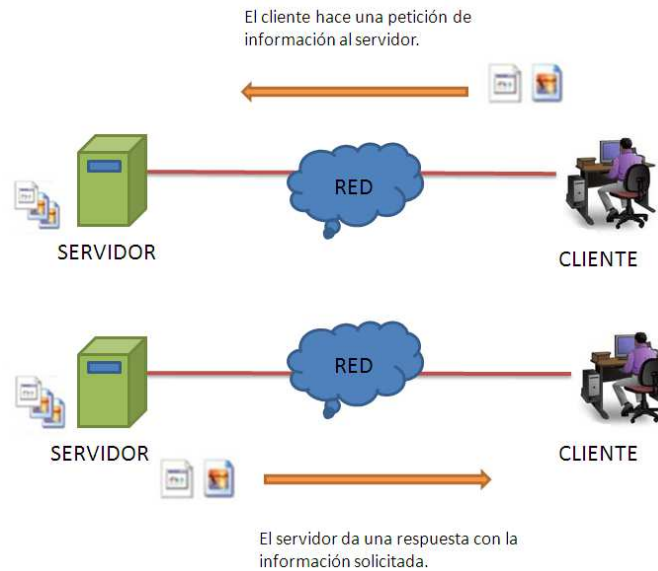 El cliente hace una petición de
información al servidor.
RED
SERVIDOR
CLIENTE
RED
SERVIDOR
CLIENTE
El servidor da una respuesta con la
información solicitada.